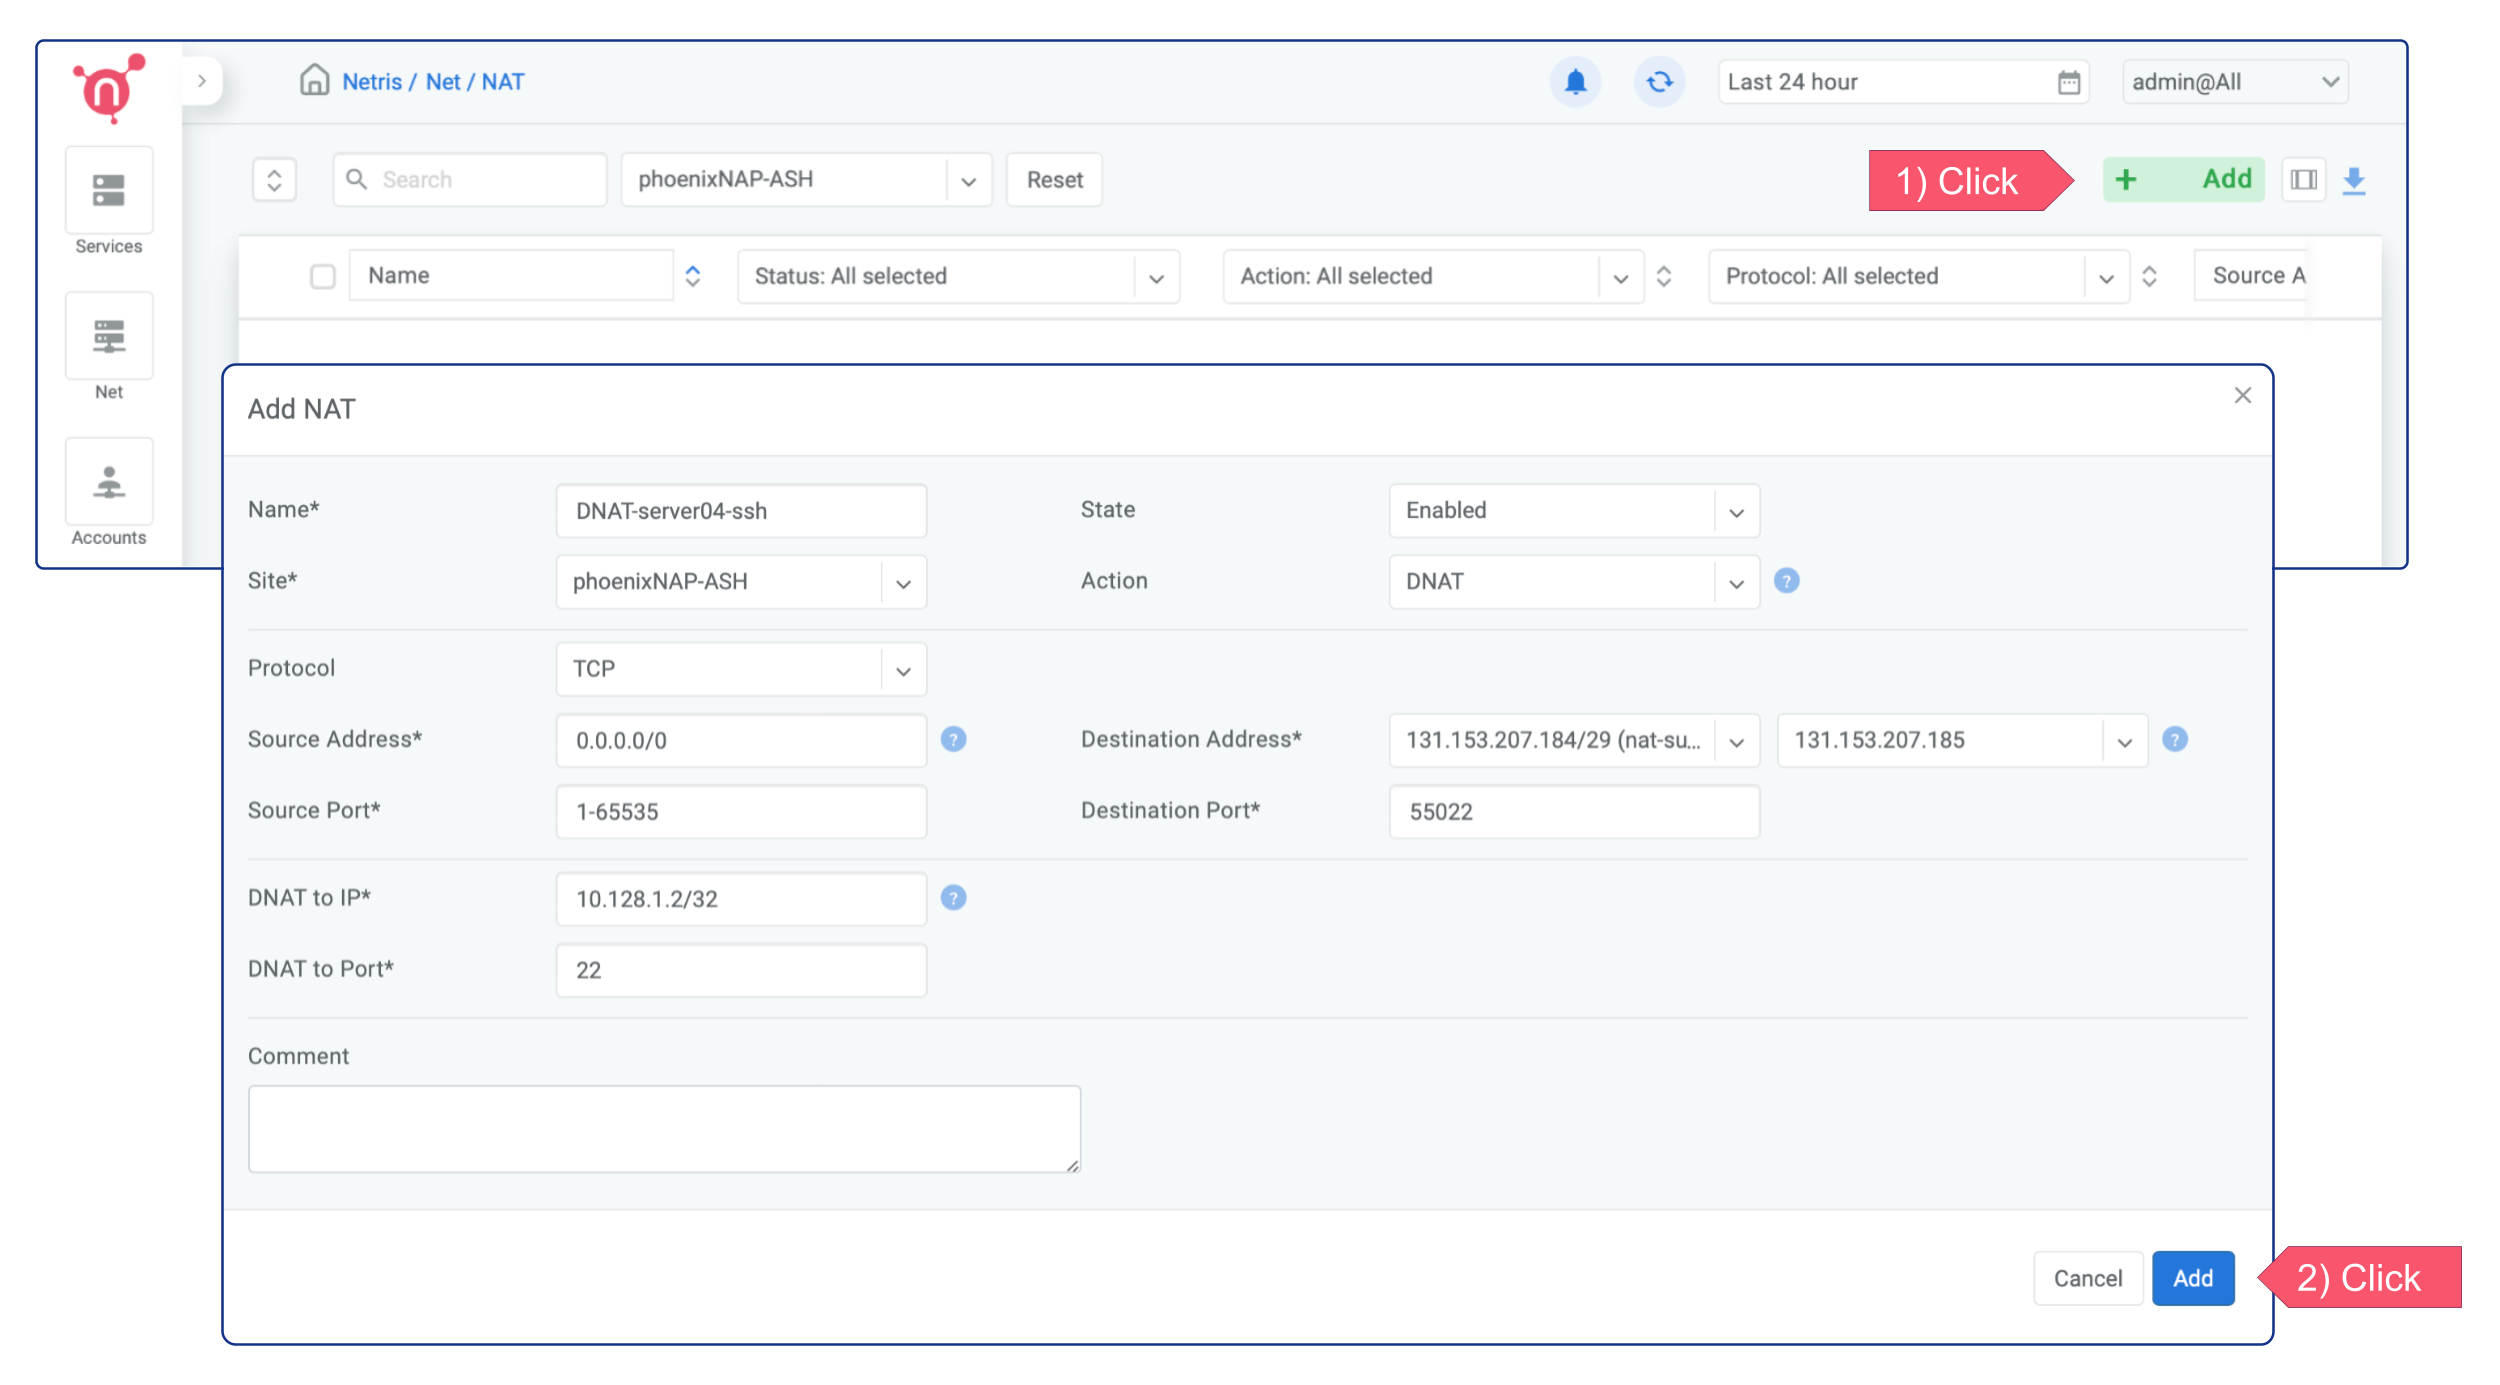 Netris / Net / NAT
Last 24 hour
admin@All
Search
phoenixNAP-ASH
Reset
1) Click
+ Add
Services
Name
Status: All selected
Action: All selected
Protocol: All selected
Source A
Net
Accounts
Add NAT
Name*
DNAT-server04-ssh
State
Enabled
Site*
phoenixNAP-ASH
Action
DNAT
?
Protocol
TCP
Source Address*
0.0.0.0/0
?
Destination Address*
131.153.207.184/29 (nat-su...
131.153.207.185
?
Source Port*
1-65535
Destination Port*
55022
DNAT to IP*
10.128.1.2/32
?
DNAT to Port*
22
Comment
Cancel
Add
2) Click